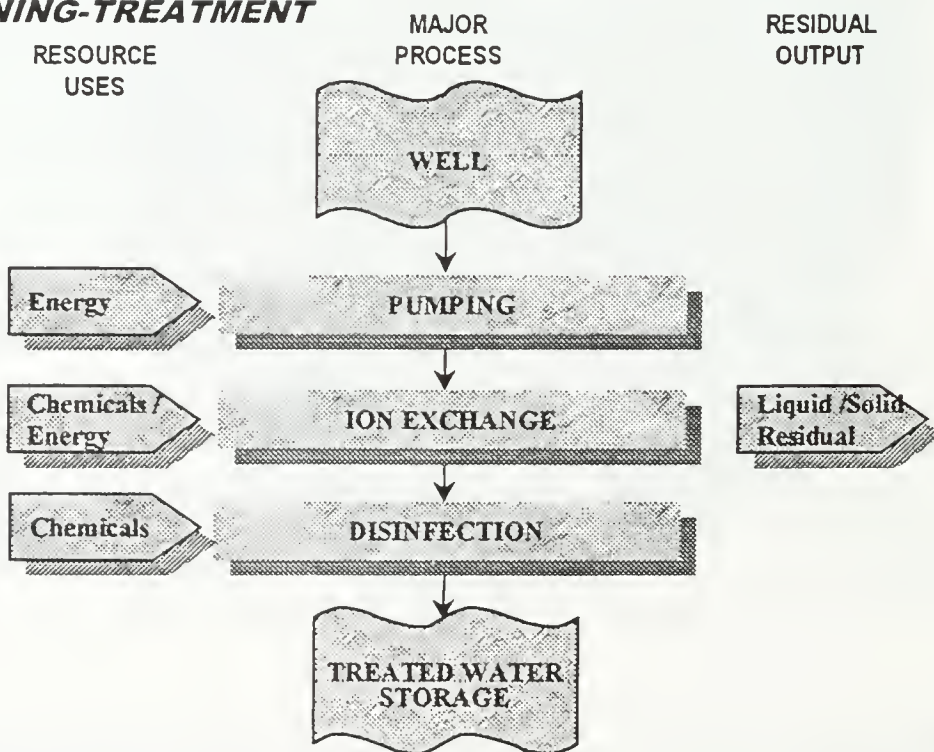 NING-TREATMENT
RESOURCE
USES
MAJOR
PROCESS
RESIDUAL
OUTPUT
WELL
Energy
PUMPING
Chemicals /
Energy
ION EXCHANGE
Liquid /Solid
Residual
Chemicals
DISINFECTION
TREATED WATER
STORAGE